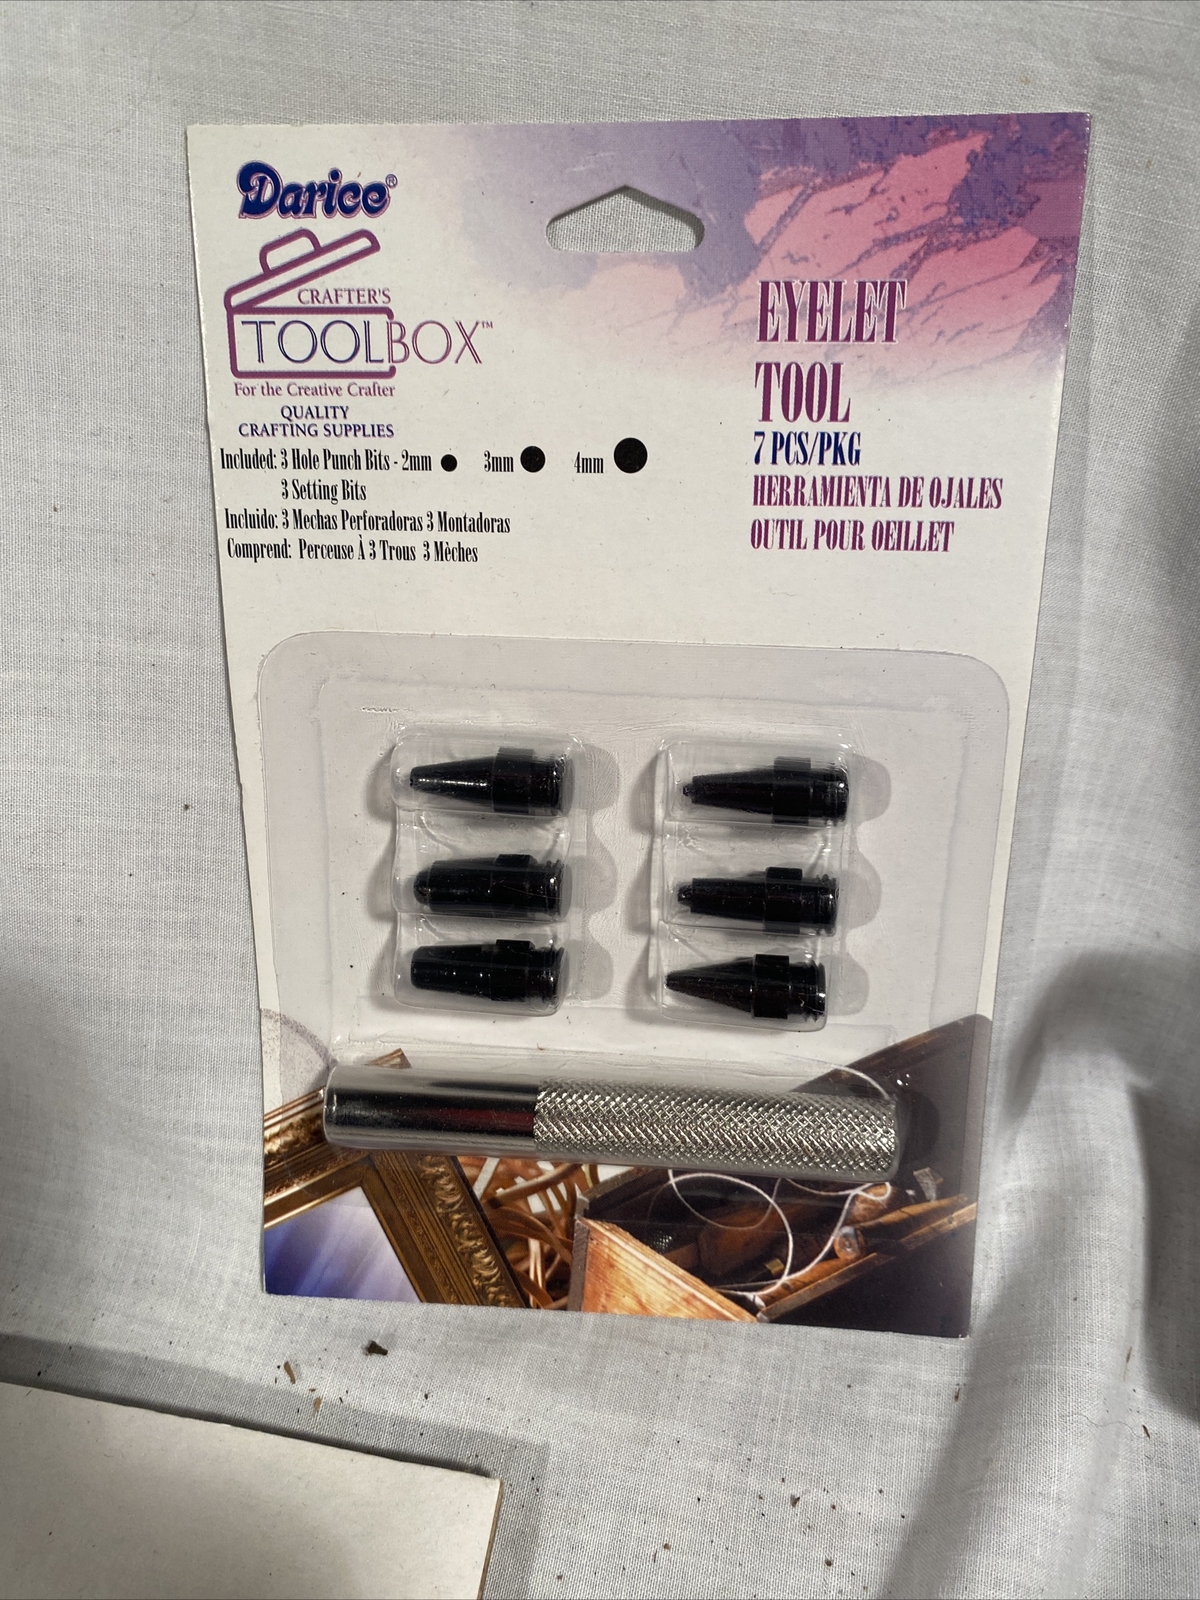 Darice®
CRAFTER'S
TOOLBOX™
For the Creative Crafter
QUALITY
CRAFTING SUPPLIES
Included: 3 Hole Punch Bits - 2mm 3mm 4mm
3 Setting Bits
Incluido: 3 Mechas Perforadoras 3 Montadoras
Comprend: Perceuse À 3 Trous 3 Mèches
EYELET
TOOL
7 PCS/PKG
HERRAMIENTA DE OJALES
OUTIL POUR OEILLET